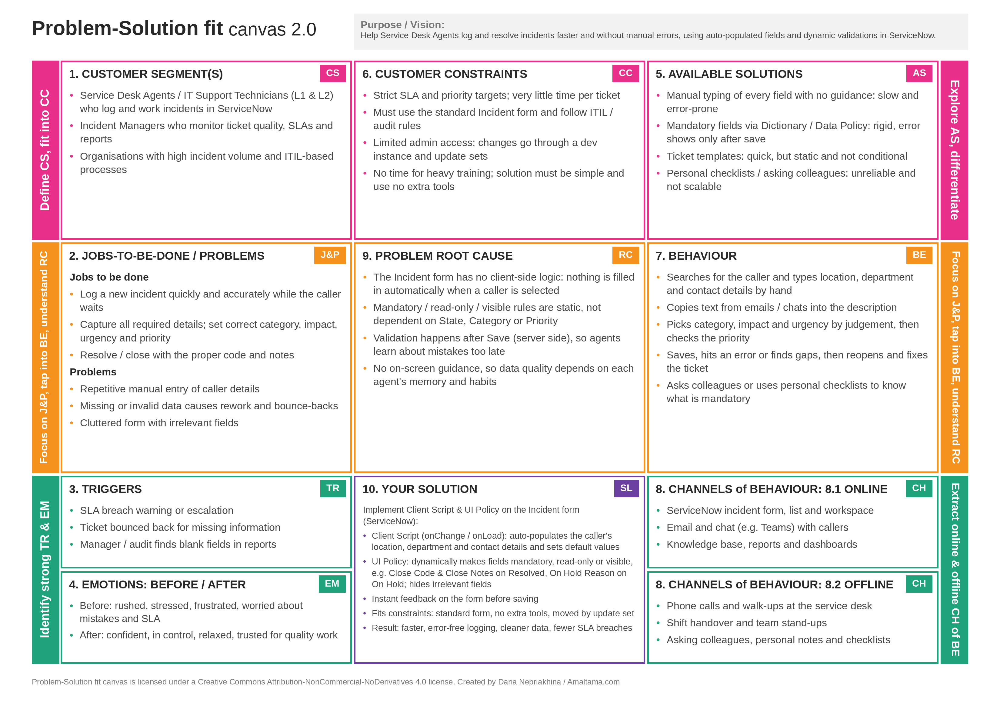 Problem-Solution fit canvas 2.0
Purpose / Vision:
Help Service Desk Agents log and resolve incidents faster and without manual errors, using auto-populated fields and dynamic validations in ServiceNow.
Define CS, fit into CC
1. CUSTOMER SEGMENT(S)
CS
• Service Desk Agents / IT Support Technicians (L1 & L2)
who log and work incidents in ServiceNow
• Incident Managers who monitor ticket quality, SLAs and
reports
• Organisations with high incident volume and ITIL-based
processes
6. CUSTOMER CONSTRAINTS
CC
• Strict SLA and priority targets; very little time per ticket
• Must use the standard Incident form and follow ITIL /
audit rules
• Limited admin access; changes go through a dev
instance and update sets
• No time for heavy training; solution must be simple and
use no extra tools
5. AVAILABLE SOLUTIONS
AS
• Manual typing of every field with no guidance: slow and
error-prone
• Mandatory fields via Dictionary / Data Policy: rigid, error
shows only after save
• Ticket templates: quick, but static and not conditional
• Personal checklists / asking colleagues: unreliable and
not scalable
Explore AS, differentiate
Focus on J&P, tap into BE, understand RC
2. JOBS-TO-BE-DONE / PROBLEMS
J&P
Jobs to be done
• Log a new incident quickly and accurately while the caller
waits
• Capture all required details; set correct category, impact,
urgency and priority
• Resolve / close with the proper code and notes
Problems
• Repetitive manual entry of caller details
• Missing or invalid data causes rework and bounce-backs
• Cluttered form with irrelevant fields
9. PROBLEM ROOT CAUSE
RC
• The Incident form has no client-side logic: nothing is filled
in automatically when a caller is selected
• Mandatory / read-only / visible rules are static, not
dependent on State, Category or Priority
• Validation happens after Save (server side), so agents
learn about mistakes too late
• No on-screen guidance, so data quality depends on each
agent's memory and habits
7. BEHAVIOUR
BE
• Searches for the caller and types location, department
and contact details by hand
• Copies text from emails / chats into the description
• Picks category, impact and urgency by judgement, then
checks the priority
• Saves, hits an error or finds gaps, then reopens and fixes
the ticket
• Asks colleagues or uses personal checklists to know
what is mandatory
Focus on J&P, tap into BE, understand RC
Identify strong TR & EM
3. TRIGGERS
TR
• SLA breach warning or escalation
• Ticket bounced back for missing information
• Manager / audit finds blank fields in reports
4. EMOTIONS: BEFORE / AFTER
EM
• Before: rushed, stressed, frustrated, worried about
mistakes and SLA
• After: confident, in control, relaxed, trusted for quality work
10. YOUR SOLUTION
SL
Implement Client Script & UI Policy on the Incident form
(ServiceNow):
• Client Script (onChange / onLoad): auto-populates the caller's
location, department and contact details and sets default values
• UI Policy: dynamically makes fields mandatory, read-only or visible,
e.g. Close Code & Close Notes on Resolved, On Hold Reason on
On Hold; hides irrelevant fields
• Instant feedback on the form before saving
• Fits constraints: standard form, no extra tools, moved by update set
• Result: faster, error-free logging, cleaner data, fewer SLA breaches
8. CHANNELS of BEHAVIOUR: 8.1 ONLINE
CH
• ServiceNow incident form, list and workspace
• Email and chat (e.g. Teams) with callers
• Knowledge base, reports and dashboards
8. CHANNELS of BEHAVIOUR: 8.2 OFFLINE
CH
• Phone calls and walk-ups at the service desk
• Shift handover and team stand-ups
• Asking colleagues, personal notes and checklists
Extract online & offline CH of BE
Problem-Solution fit canvas is licensed under a Creative Commons Attribution-NonCommercial-NoDerivatives 4.0 license. Created by Daria Nepriakhina / Amaltama.com